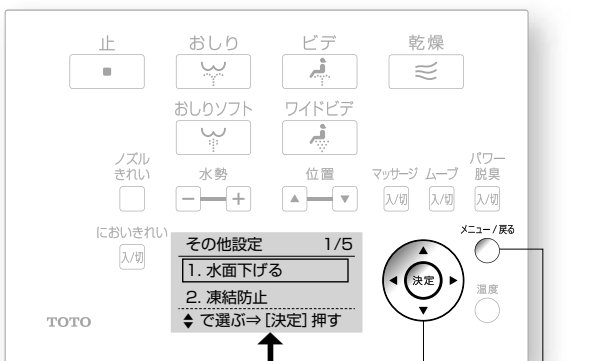 止
おしり
ビデ
乾燥
おしりソフト
ワイドビデ
ノズル
きれい
水勢
位置
マッサージ
ムーブ
パワー
脱臭
入/切
入/切
入/切
においきれい
入/切
その他設定 1/5
1. 水面下げる
2. 凍結防止
で選ぶ⇒[決定]押す
メニュー/戻る
決定
温度
TOTO